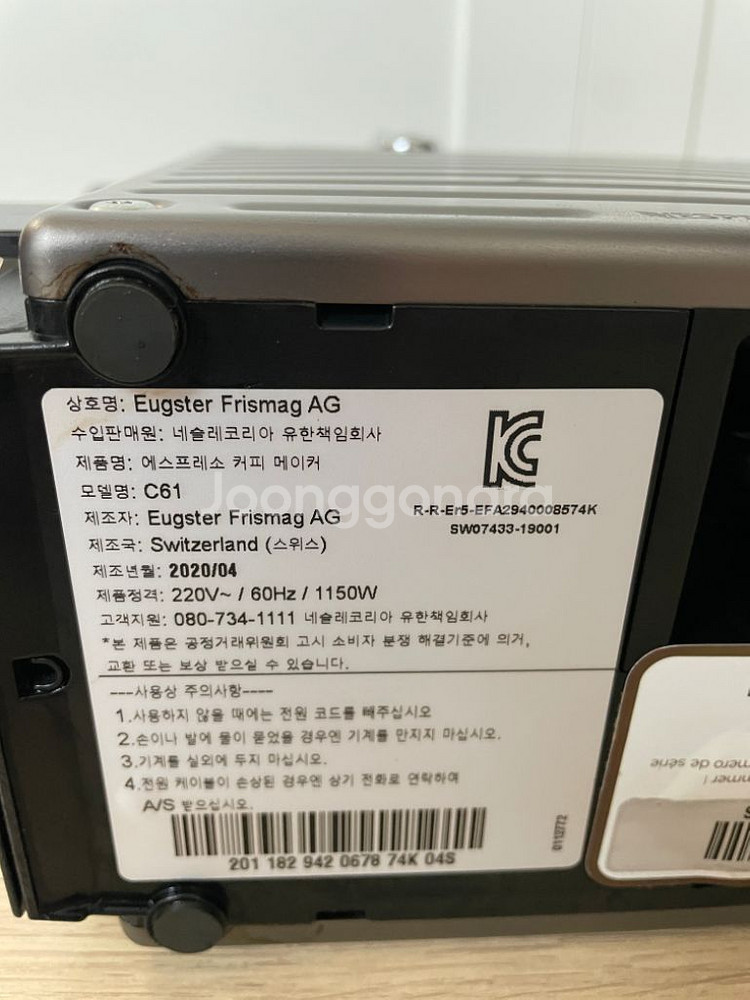 상호명: Eugster Frismag AG
수입판매원: 네슬레코리아 유한책임회사
제품명: 에스프레소 커피 메이커
모델명: C61
제조자: Eugster Frismag AG
제조국: Switzerland (스위스)
제조년월: 2020/04
제품정격: 220V~ / 60Hz / 1150W
고객지원: 080-734-1111 네슬레코리아 유한책임회사
*본 제품은 공정거래위원회 고시 소비자 분쟁 해결기준에 의거,
교환 또는 보상 받으실 수 있습니다.
R-R-Er5-EFA2940008574K
SW07433-19001
Joonggonara
----사용상 주의사항----
1.사용하지 않을 때에는 전원 코드를 빼주십시오
2.손이나 발에 물이 묻었을 경우엔 기계를 만지지 마십시오.
3.기계를 실외에 두지 마십시오.
4.전원 케이블이 손상된 경우엔 상기 전화로 연락하여
A/S 받으십시오.
201 182 942 0678 74K 04S
0112772
mero de série